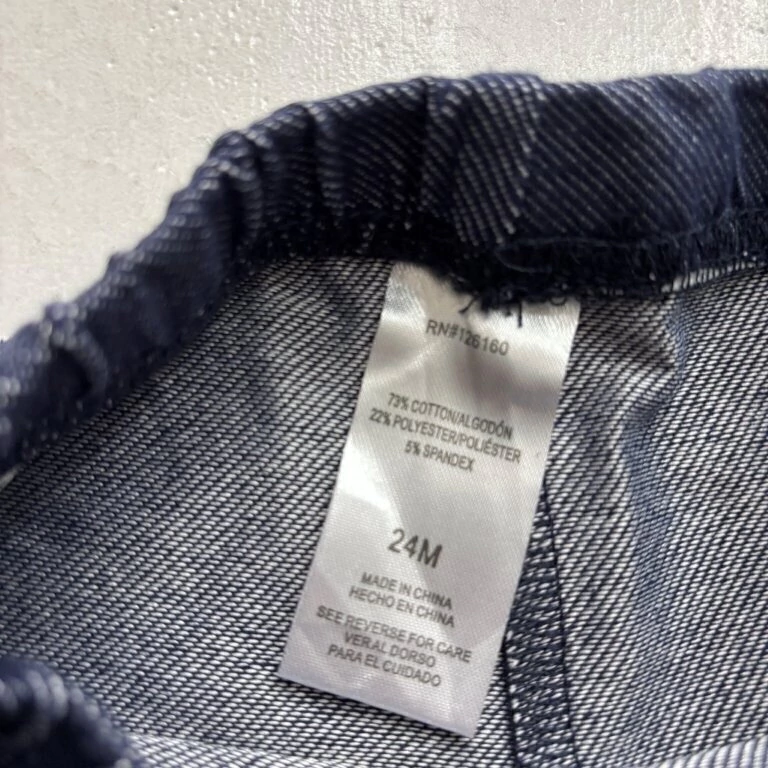 RN#126160
73% COTTON/ALGODÓN
22% POLYESTER/POLIÉSTER
5% SPANDEX
24M
MADE IN CHINA
HECHO EN CHINA
SEE REVERSE FOR CARE
VER AL DORSO
PARA EL CUIDADO